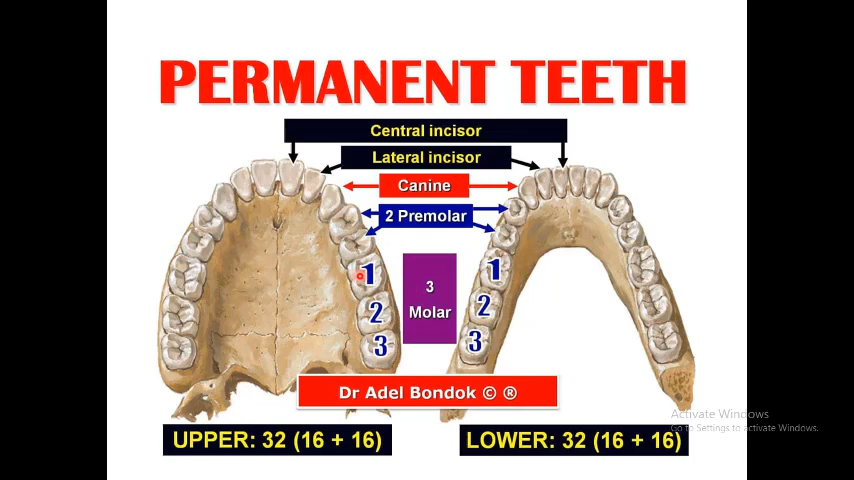 PERMANENT TEETH
Central incisor
Lateral incisor
Canine
2 Premolar
3
Molar
1
2
3
1
2
3
Dr Adel Bondok © ®
UPPER: 32 (16 + 16)
LOWER: 32 (16 + 16)
Activate Windows
Go to Settings to activate Windows.